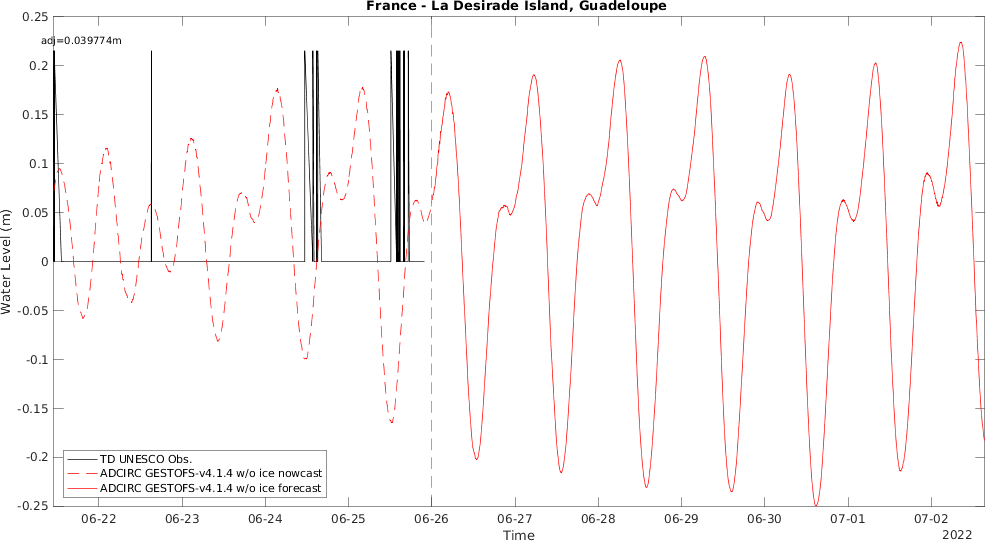 France - La Desirade Island, Guadeloupe
adj=0.039774m
0.25
0.2
0.15
0.1
0.05
0
-0.05
-0.1
-0.15
-0.2
-0.25
Water Level (m)
TD UNESCO Obs.
ADCIRC GESTOFS-v4.1.4 w/o ice nowcast
ADCIRC GESTOFS-v4.1.4 w/o ice forecast
06-22 06-23 06-24 06-25 06-26 06-27 06-28 06-29 06-30 07-01 07-02
Time
2022